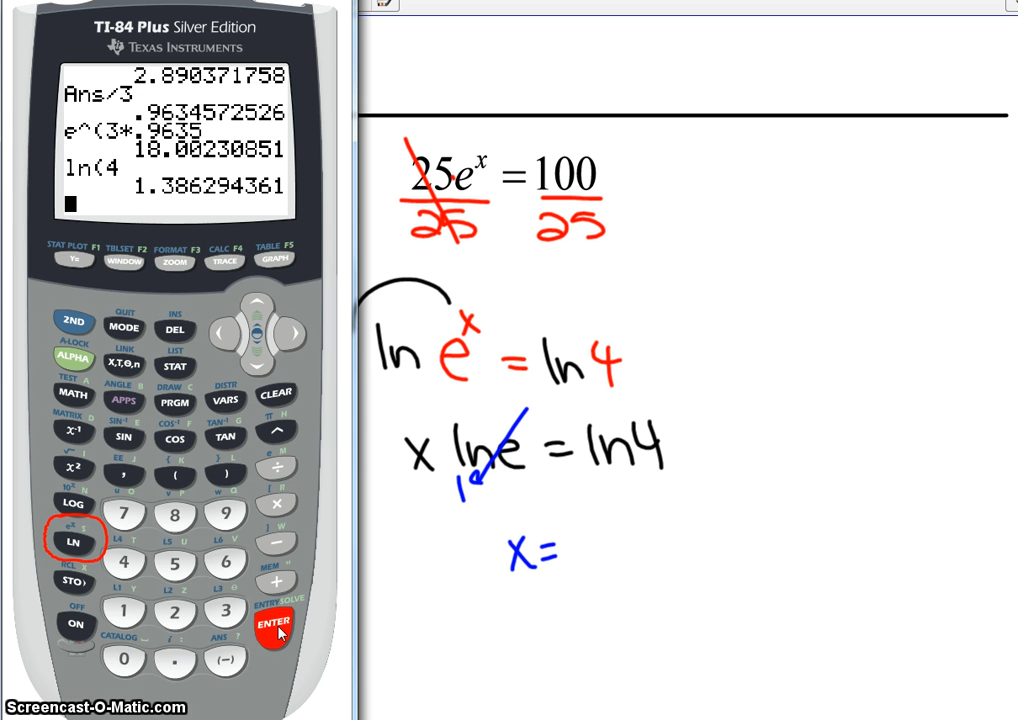 TI-84 Plus Silver Edition
TEXAS INSTRUMENTS
2.890371758
Ans/3
.9634572526
e^(3*.9635
18.00230851
ln(4
1.386294361
STAT PLOT F1 TBLSET F2 FORMAT F3 CALC F4 TABLE F5
Y= WINDOW ZOOM TRACE GRAPH
QUIT INS
2ND MODE DEL
A-LOCK LINK LIST
ALPHA X,T,θ,n STAT
TEST A ANGLE B DRAW C DISTR
MATH APPS PRGM VARS CLEAR
MATRIX D SIN⁻¹ E COS⁻¹ F TAN⁻¹ G π H
x⁻¹ SIN COS TAN ^
√ I EE J { K } L e M
x² , ( ) ÷
10ˣ N u O v P w Q [ R
LOG 7 8 9 ×
eˣ S L4 T L5 U L6 V ] W
LN 4 5 6 −
RCL X L1 Y L2 Z L3 θ MEM "
STO› 1 2 3 +
OFF CATALOG ⎵ i : ANS ? ENTRY SOLVE
ON 0 . (−) ENTER
25eˣ = 100
25 25
ln eˣ = ln 4
x ln e = ln 4
1
x =
Screencast-O-Matic.com